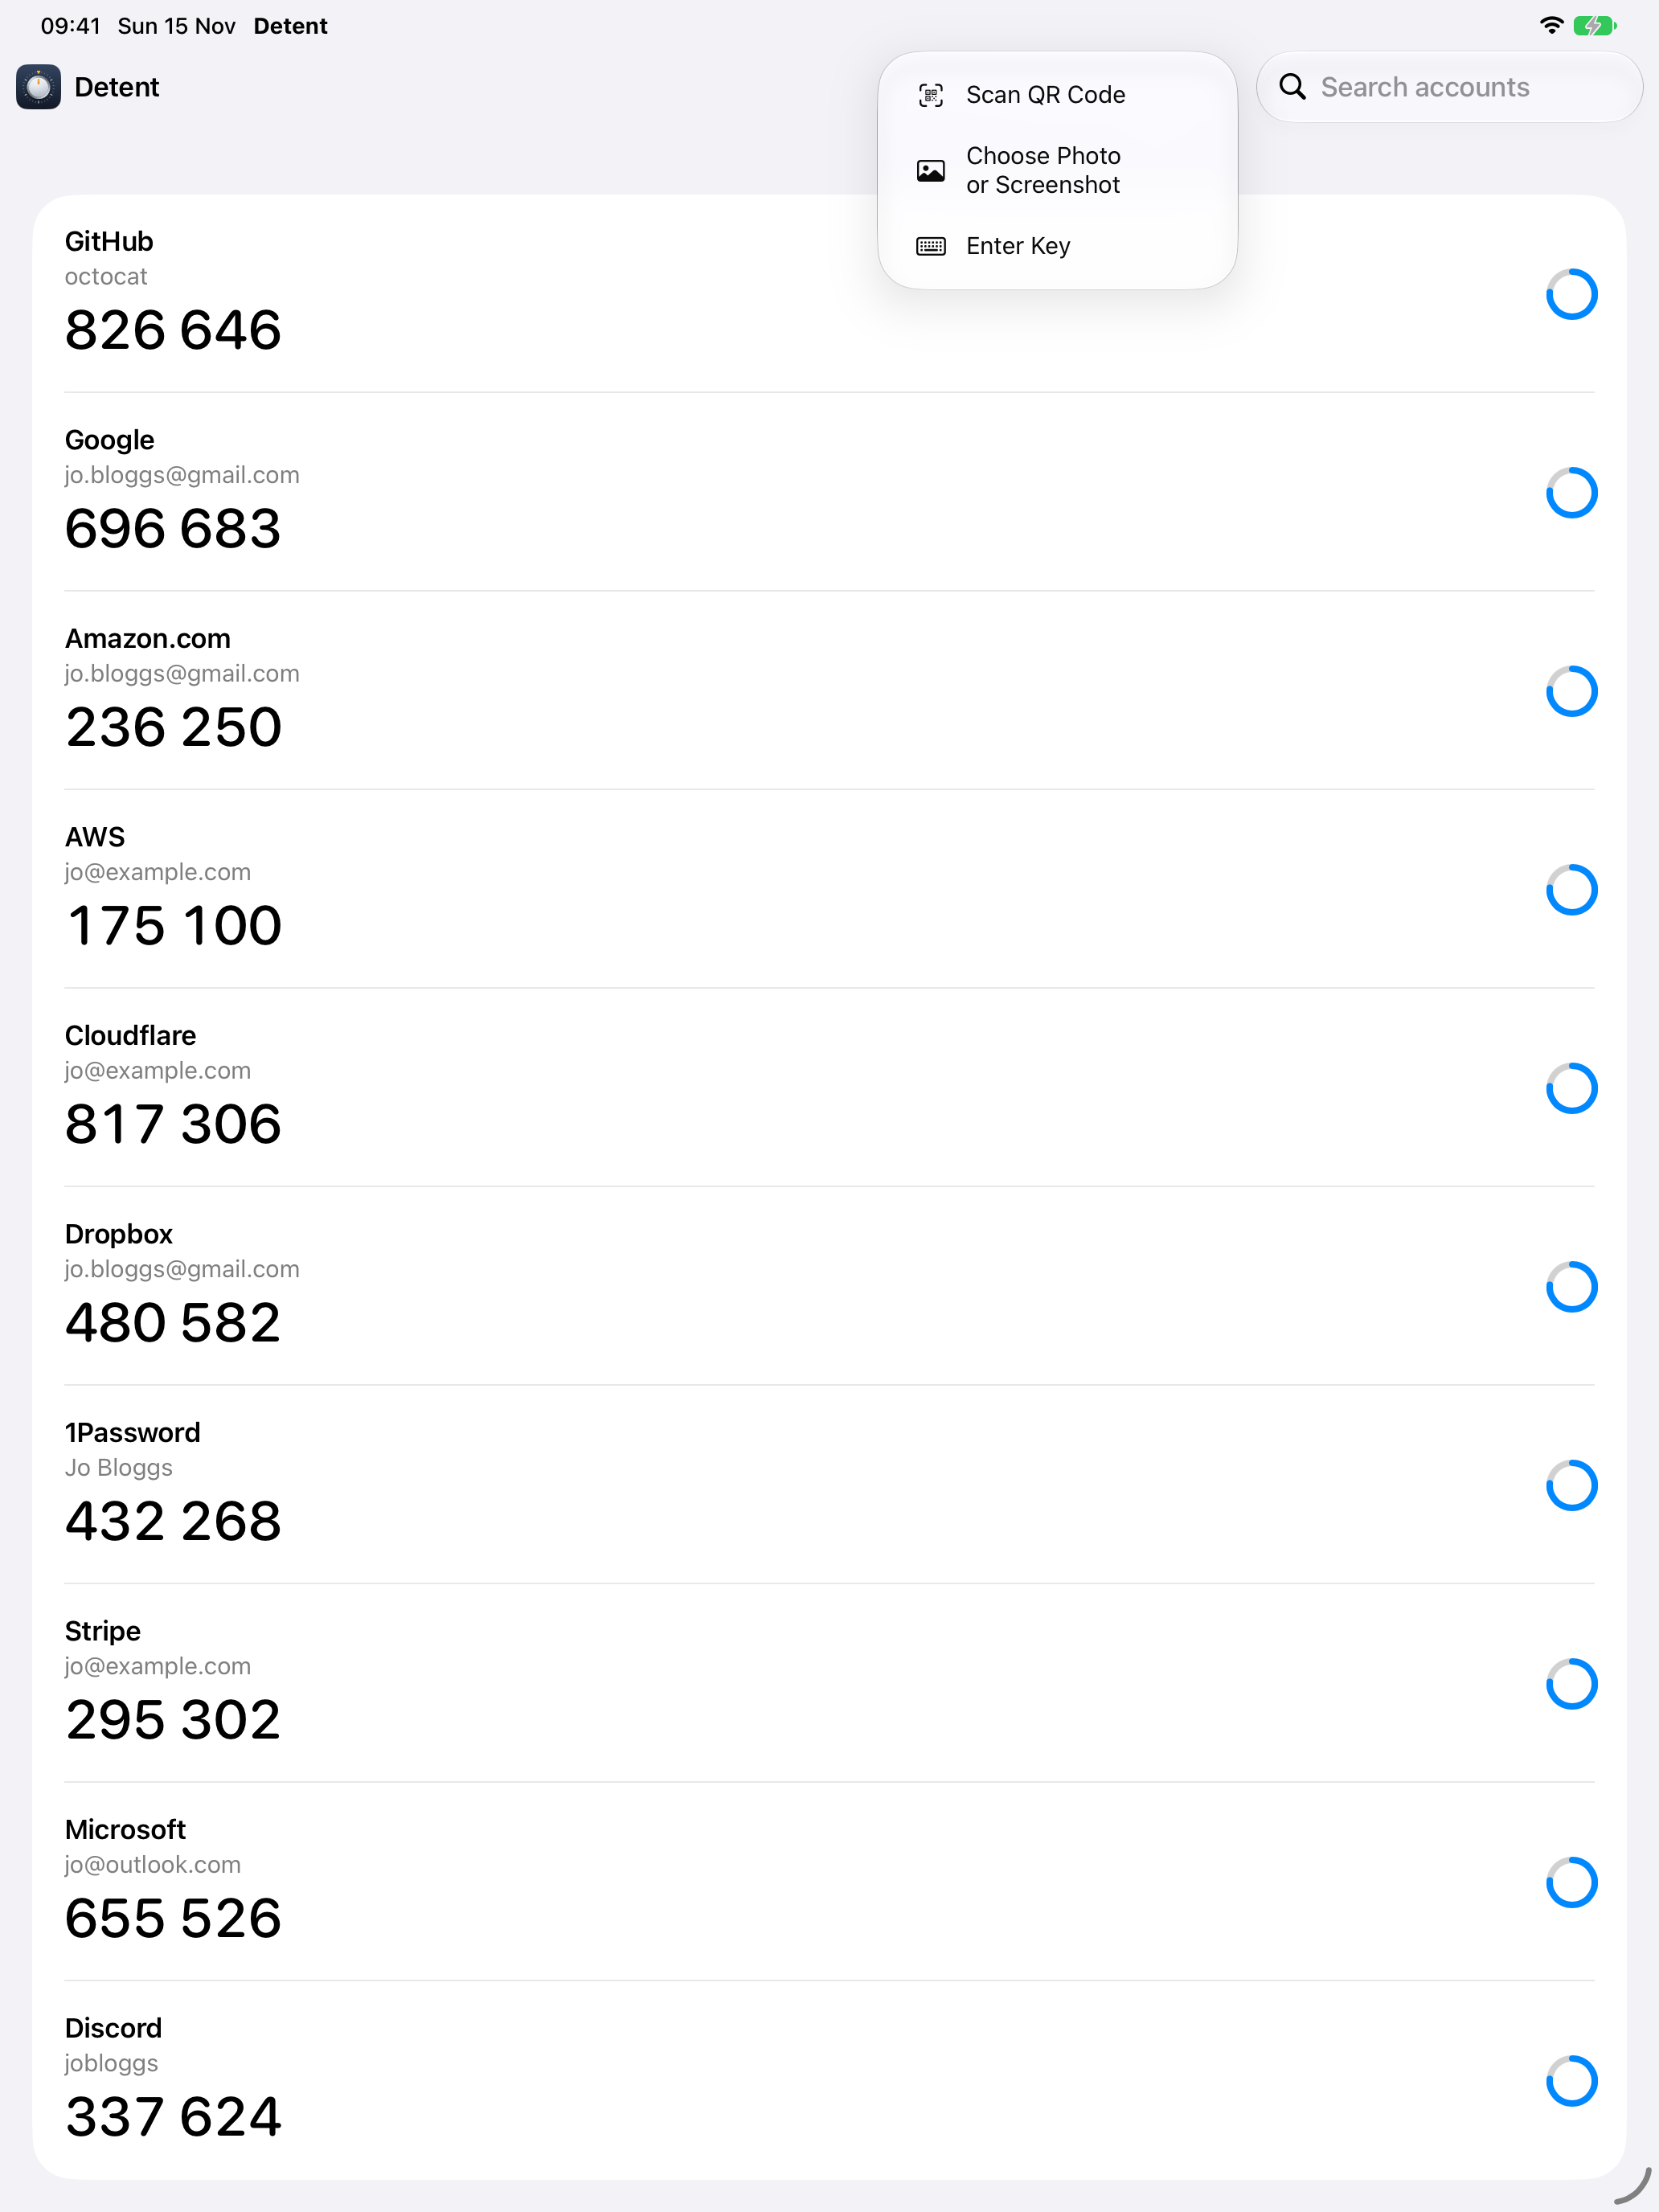 09:41 Sun 15 Nov Detent
Detent
Scan QR Code
Choose Photo
or Screenshot
Enter Key
Search accounts
GitHub
octocat
826 646
Google
jo.bloggs@gmail.com
696 683
Amazon.com
jo.bloggs@gmail.com
236 250
AWS
jo@example.com
175 100
Cloudflare
jo@example.com
817 306
Dropbox
jo.bloggs@gmail.com
480 582
1Password
Jo Bloggs
432 268
Stripe
jo@example.com
295 302
Microsoft
jo@outlook.com
655 526
Discord
jobloggs
337 624